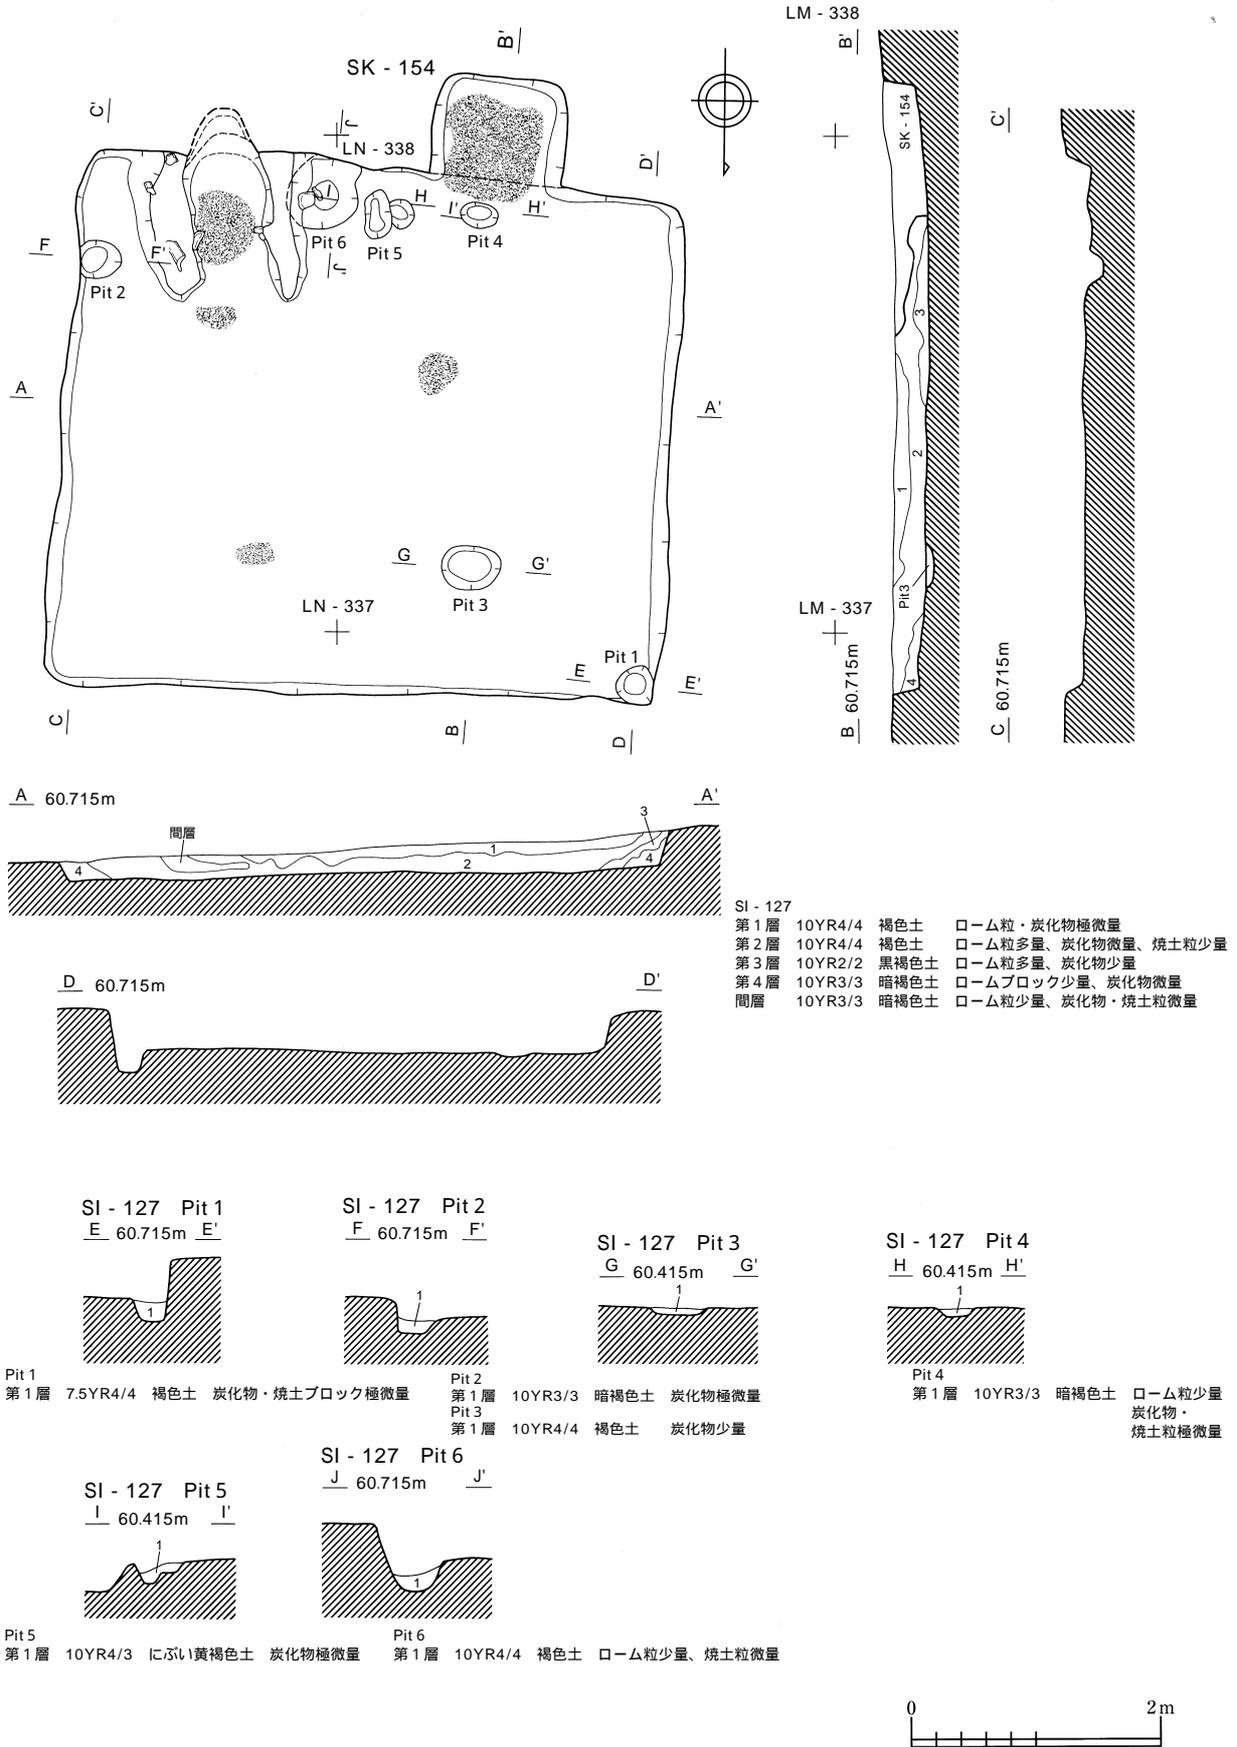 LM - 338
B'
B'
SK - 154
C'
J
LN - 338
D'
SK - 154
C'
F
F'
I
H
I'
H'
Pit 6
Pit 5
Pit 4
Pit 2
J'
3
A
A'
2
1
G
G'
Pit 3
LN - 337
Pit3
LM - 337
Pit 1
E
E'
4
C
B
D
B 60.715m
C 60.715m
A 60.715m
A'
間層
3
1
2
4
4
SI - 127
第1層 10YR4/4 褐色土 ローム粒・炭化物極微量
第2層 10YR4/4 褐色土 ローム粒多量、炭化物微量、焼土粒少量
第3層 10YR2/2 黒褐色土 ローム粒多量、炭化物少量
第4層 10YR3/3 暗褐色土 ロームブロック少量、炭化物微量
間層 10YR3/3 暗褐色土 ローム粒少量、炭化物・焼土粒微量
D 60.715m
D'
SI - 127 Pit 1
E 60.715m E'
1
SI - 127 Pit 2
F 60.715m F'
1
SI - 127 Pit 3
G 60.415m G'
1
SI - 127 Pit 4
H 60.415m H'
1
Pit 1
第1層 7.5YR4/4 褐色土 炭化物・焼土ブロック極微量
Pit 2
第1層 10YR3/3 暗褐色土 炭化物極微量
Pit 3
第1層 10YR4/4 褐色土 炭化物少量
Pit 4
第1層 10YR3/3 暗褐色土 ローム粒少量
炭化物・
焼土粒極微量
SI - 127 Pit 5
I 60.415m I'
1
SI - 127 Pit 6
J 60.715m J'
1
Pit 5
第1層 10YR4/3 にぶい黄褐色土 炭化物極微量
Pit 6
第1層 10YR4/4 褐色土 ローム粒少量、焼土粒微量
0 2m